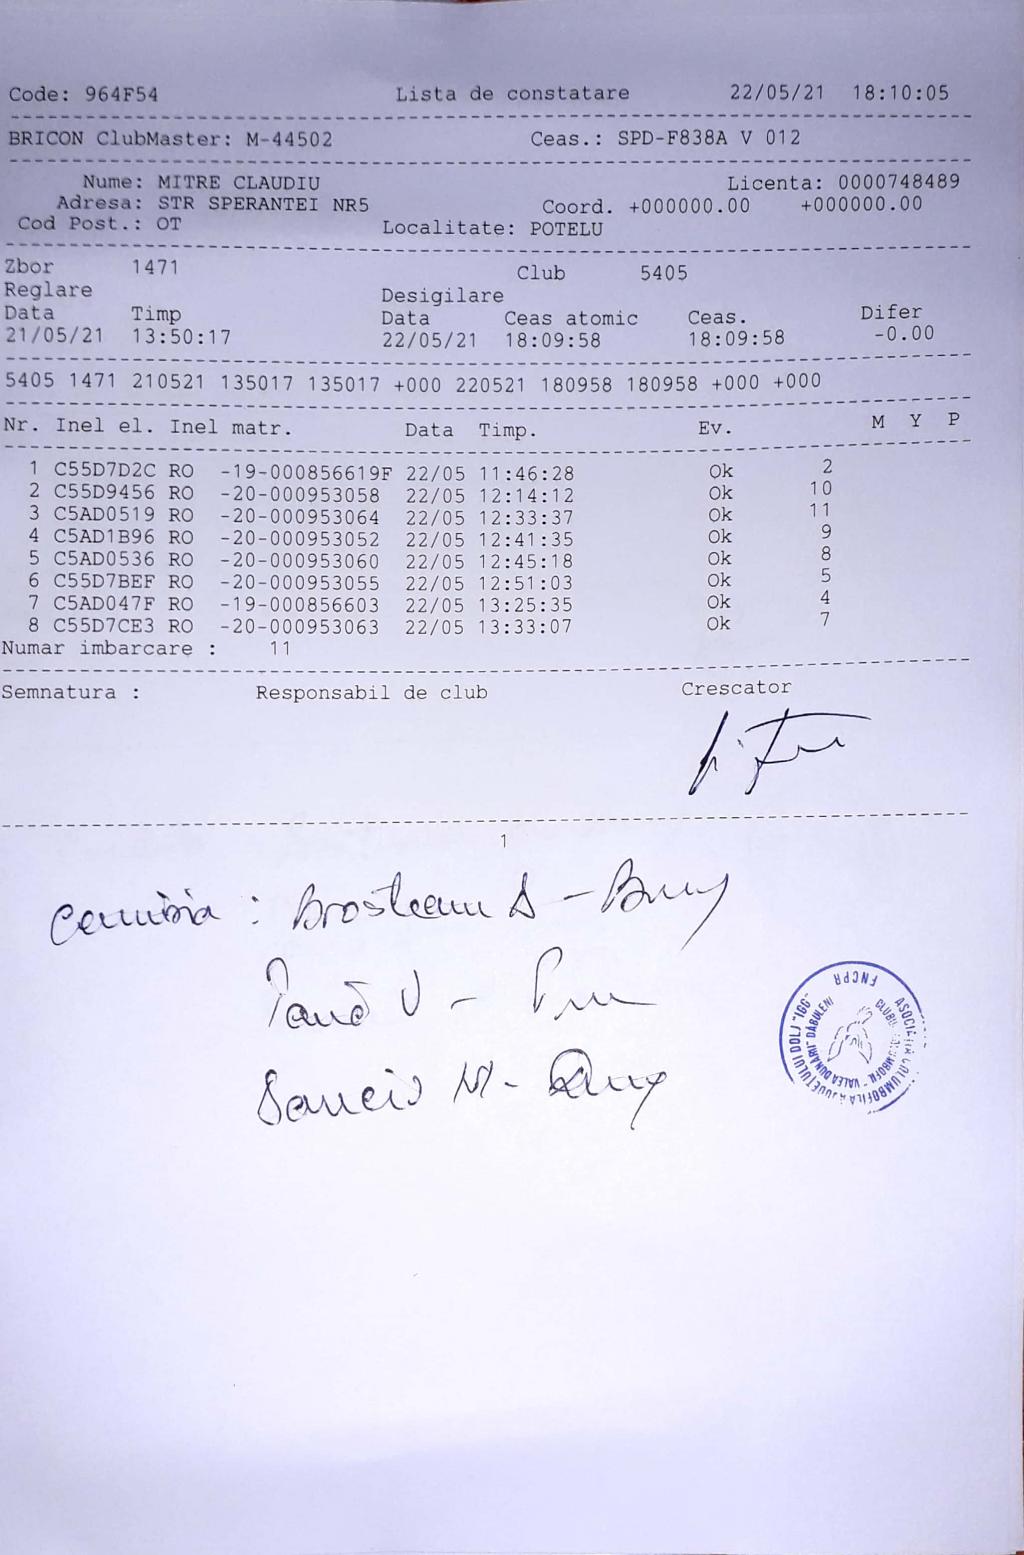 Code: 964F54 Lista de constatare 22/05/21 18:10:05
BRICON ClubMaster: M-44502 Ceas.: SPD-F838A V 012
Nume: MITRE CLAUDIU Licenta: 0000748489
Adresa: STR SPERANTEI NR5 Coord. +000000.00 +000000.00
Cod Post.: OT Localitate: POTELU
Zbor 1471 Club 5405
Reglare Desigilare
Data Timp Data Ceas atomic Ceas. Difer
21/05/21 13:50:17 22/05/21 18:09:58 18:09:58 -0.00
5405 1471 210521 135017 135017 +000 220521 180958 180958 +000 +000
Nr. Inel el. Inel matr. Data Timp. Ev. M Y P
1 C55D7D2C RO -19-000856619F 22/05 11:46:28 Ok 2
2 C55D9456 RO -20-000953058 22/05 12:14:12 Ok 10
3 C5AD0519 RO -20-000953064 22/05 12:33:37 Ok 11
4 C5AD1B96 RO -20-000953052 22/05 12:41:35 Ok 9
5 C5AD0536 RO -20-000953060 22/05 12:45:18 Ok 8
6 C55D7BEF RO -20-000953055 22/05 12:51:03 Ok 5
7 C5AD047F RO -19-000856603 22/05 13:25:35 Ok 4
8 C55D7CE3 RO -20-000953063 22/05 13:33:07 Ok 7
Numar imbarcare : 11
Semnatura : Responsabil de club Crescator
1
: Brosteanu A -
V -
M -
FNCPR
JUDEȚULUI DOLJ "IGG"
"VALEA DUNARII" DĂBULENI